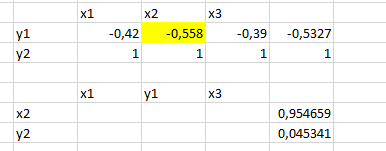 x1 x2 x3
y1 -0,42 -0,558 -0,39 -0,5327
y2 1 1 1 1
x1 y1 x3
x2 0,954659
y2 0,045341